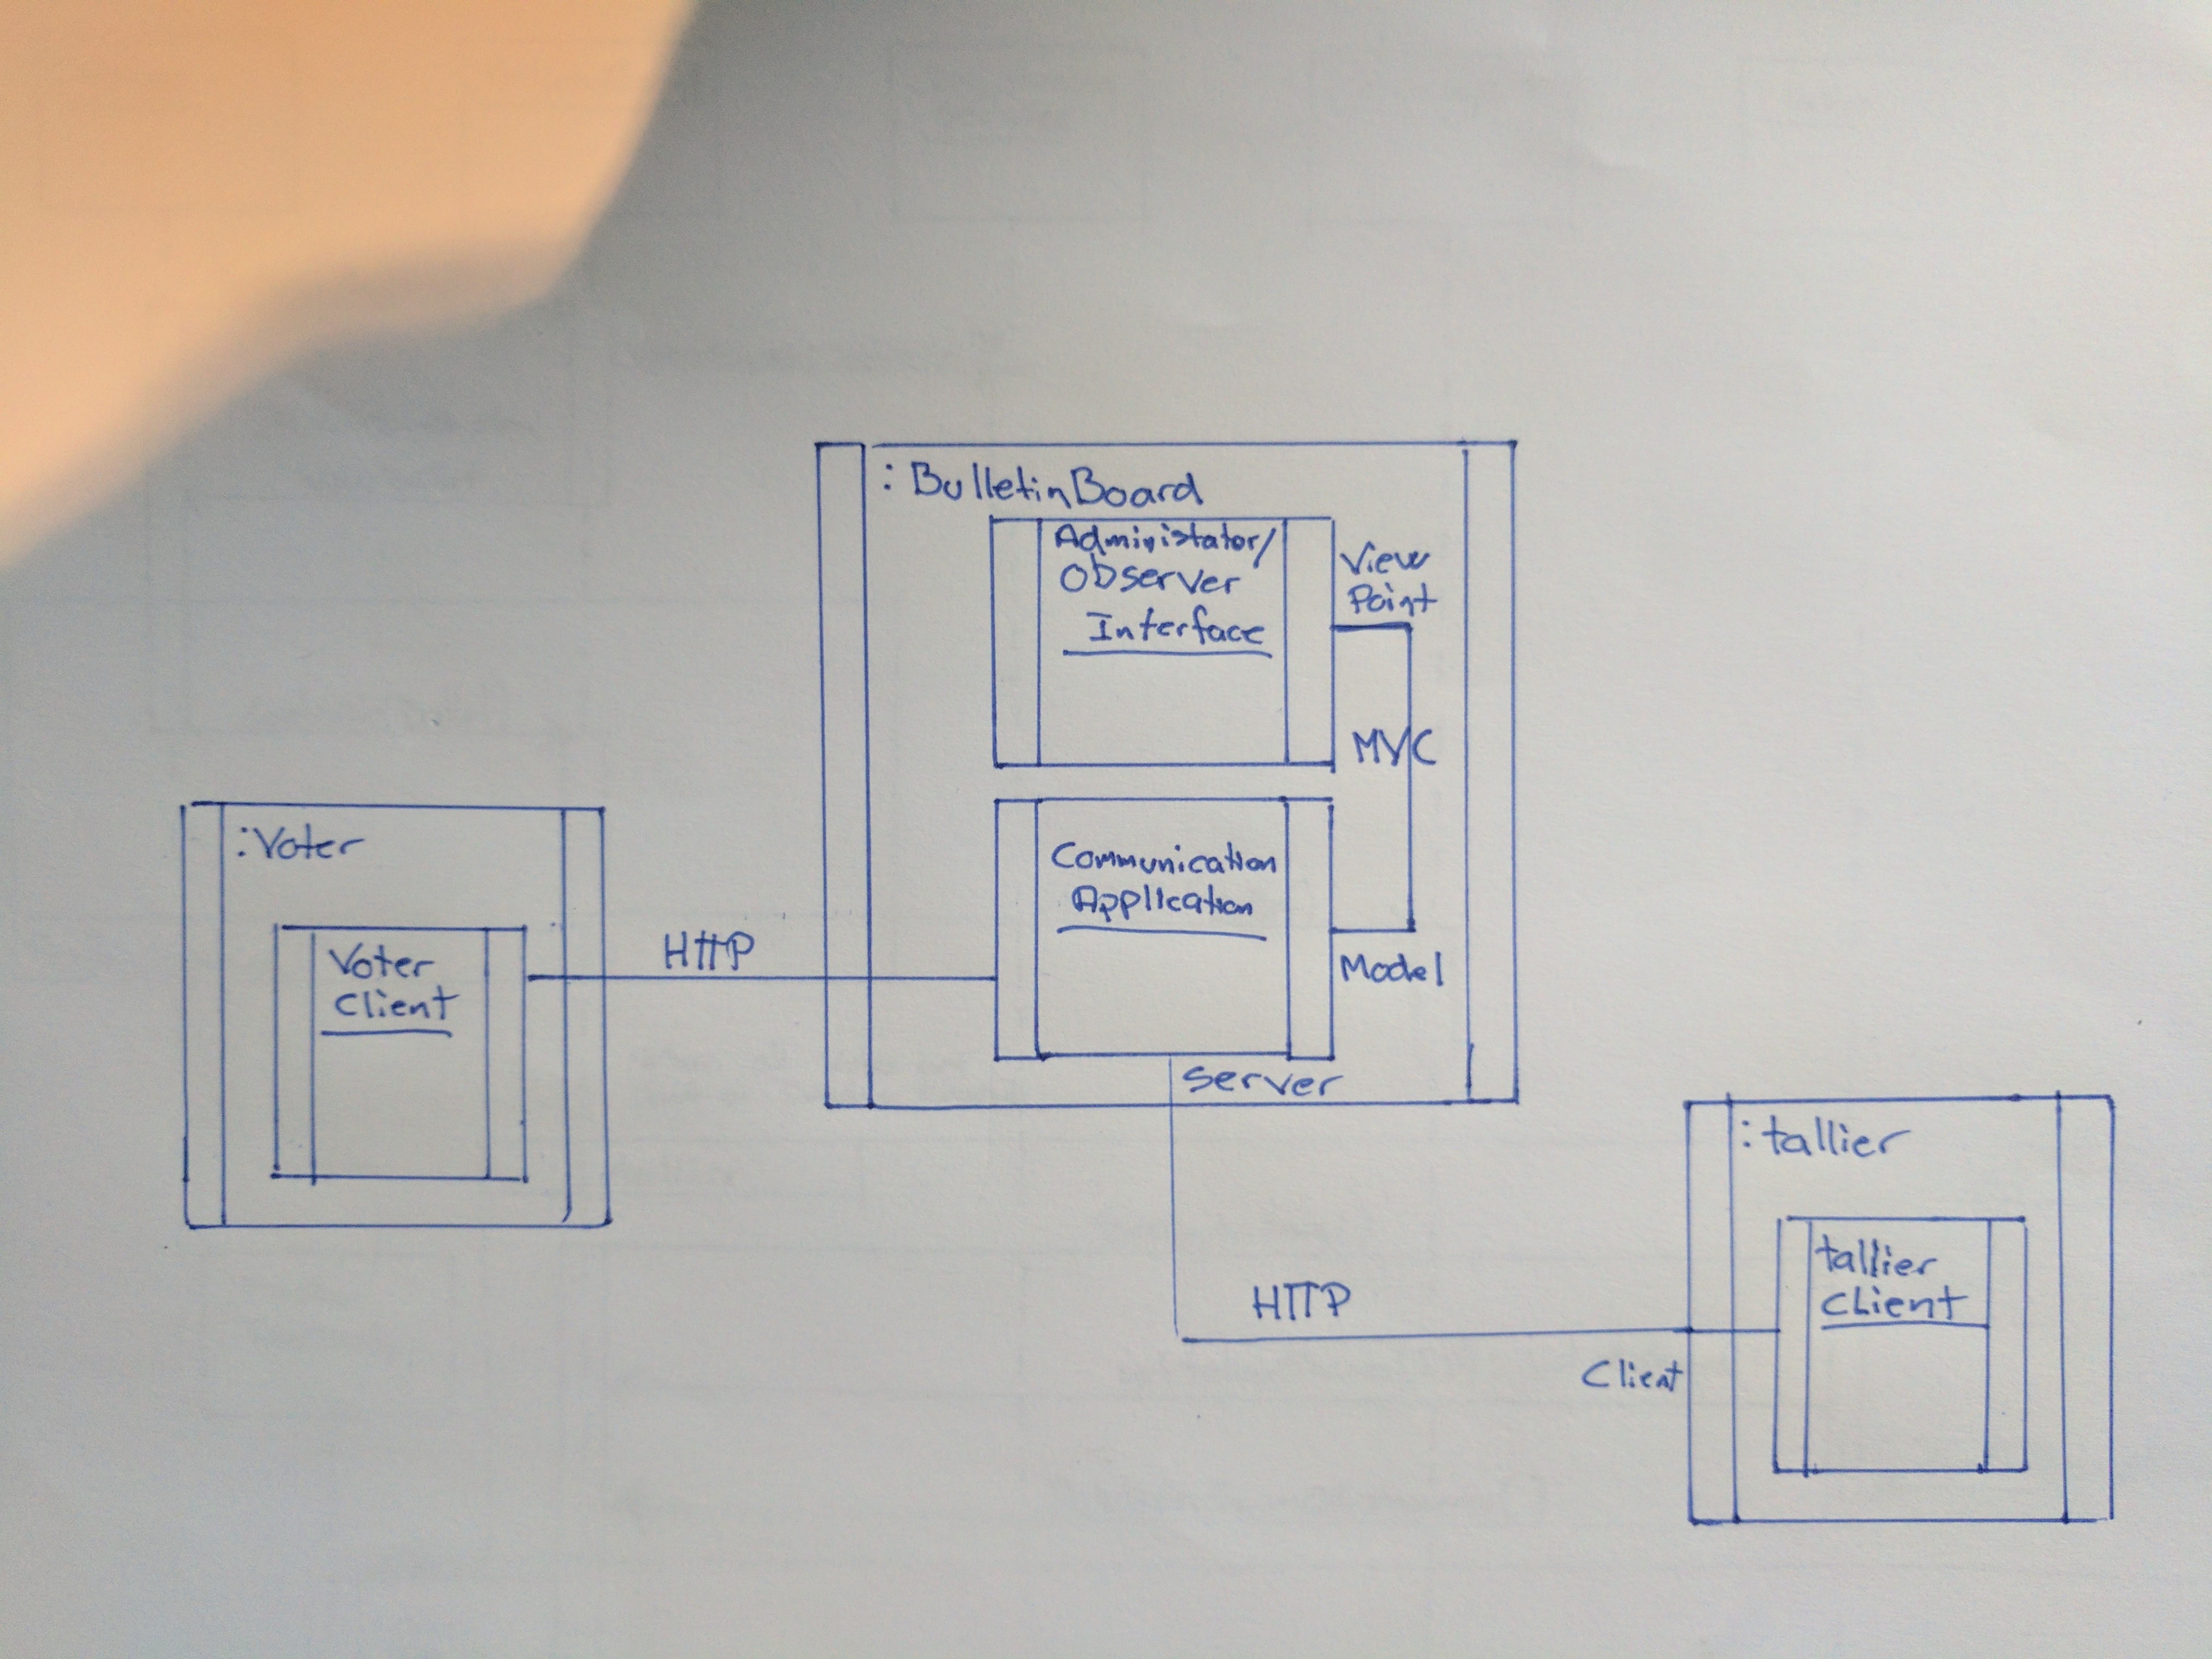 :BulletinBoard
Administator/
Observer
Interface
View
Point
MVC
Communication
Application
Model
Server
:Voter
Voter
Client
HTTP
HTTP
Client
:tallier
tallier
Client